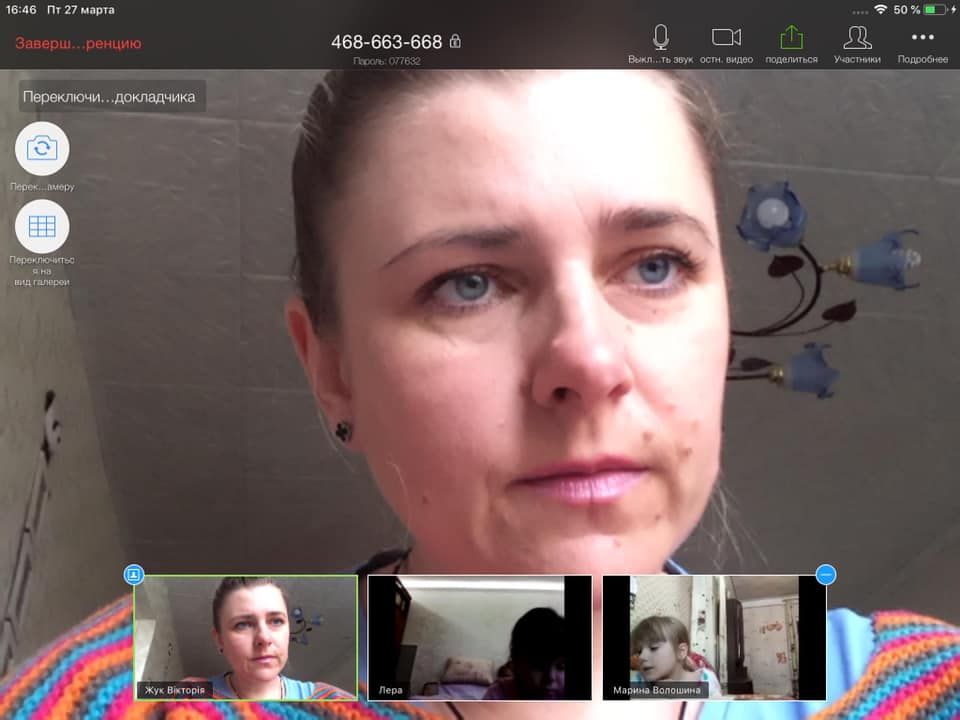 16:46 Пт 27 марта
50 %
Заверш...ренцию
468-663-668
Пароль: 077632
Выкл...ть звук
остн. видео
поделиться
Участники
Подробнее
Переключи...докладчика
Перек...амеру
Переключитьс
я на
вид галереи
Жук Вікторія
Лера
Марина Волошина